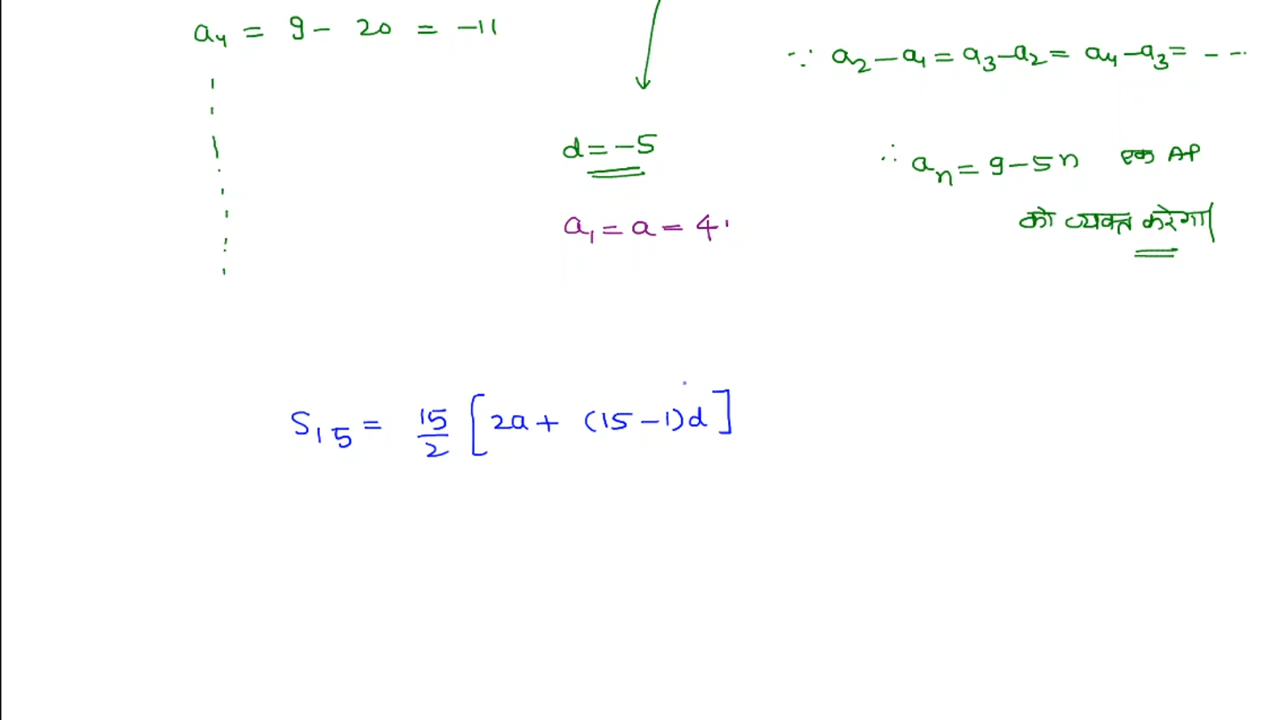 a₄ = 9 - 20 = -11
∵ a₂-a₁ = a₃-a₂ = a₄-a₃ = - - -
d = -5
∴ aₙ = 9-5n एक AP
को व्यक्त करेगा|
a₁ = a = 4
S₁₅ = 15/2 [2a + (15-1)d]